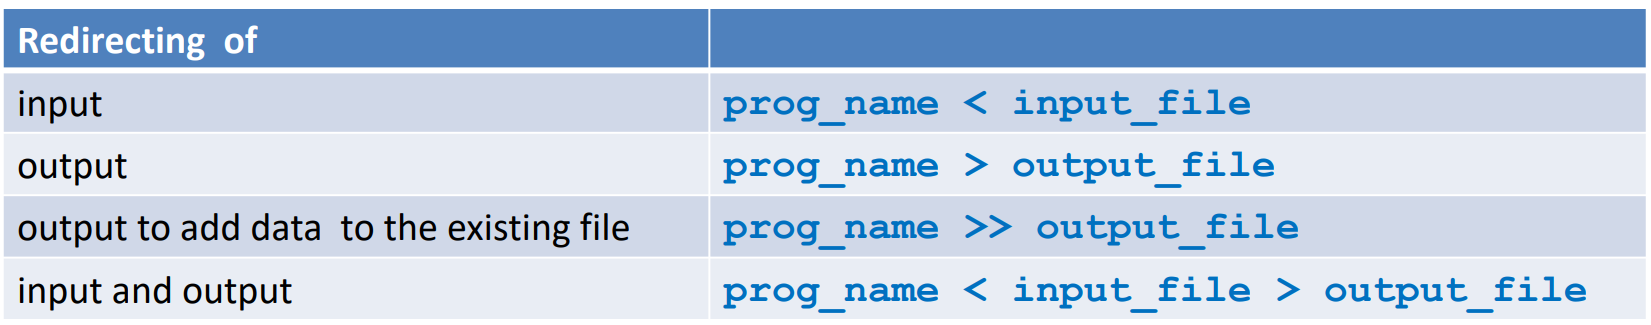 Redirecting  of
input
prog_name < input_file
output
prog_name > output_file
output to add data  to the existing file
prog_name >> output_file
input and output
prog_name < input_file > output_file